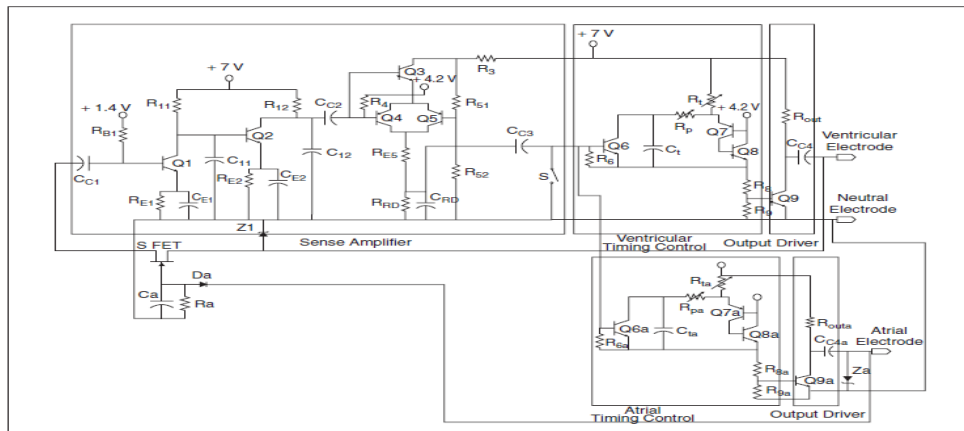 + 7 V
+ 7 V
+ 1.4 V
R11
R12
CC2
Q3
+ 4.2 V
R4
Q4
Q5
R51
R3
Rt
+ 4.2 V
Rp
Rout
RB1
Q1
Q2
CC1
C11
C12
RE5
CC3
R6
Q6
Ct
Q7
Q8
CC4
Ventricular
Electrode
RE1
CE1
RE2
CE2
RRD
CRD
R52
S
R8
R9
Q9
Neutral
Electrode
Z1
Sense Amplifier
Ventricular
Timing Control
Output Driver
S FET
Da
Ca
Ra
Rta
Rpa
Q7a
Q6a
Cta
Q8a
R6a
Routa
CC4a
Atrial
Electrode
R8a
R9a
Q9a
Za
Atrial
Timing Control
Output Driver